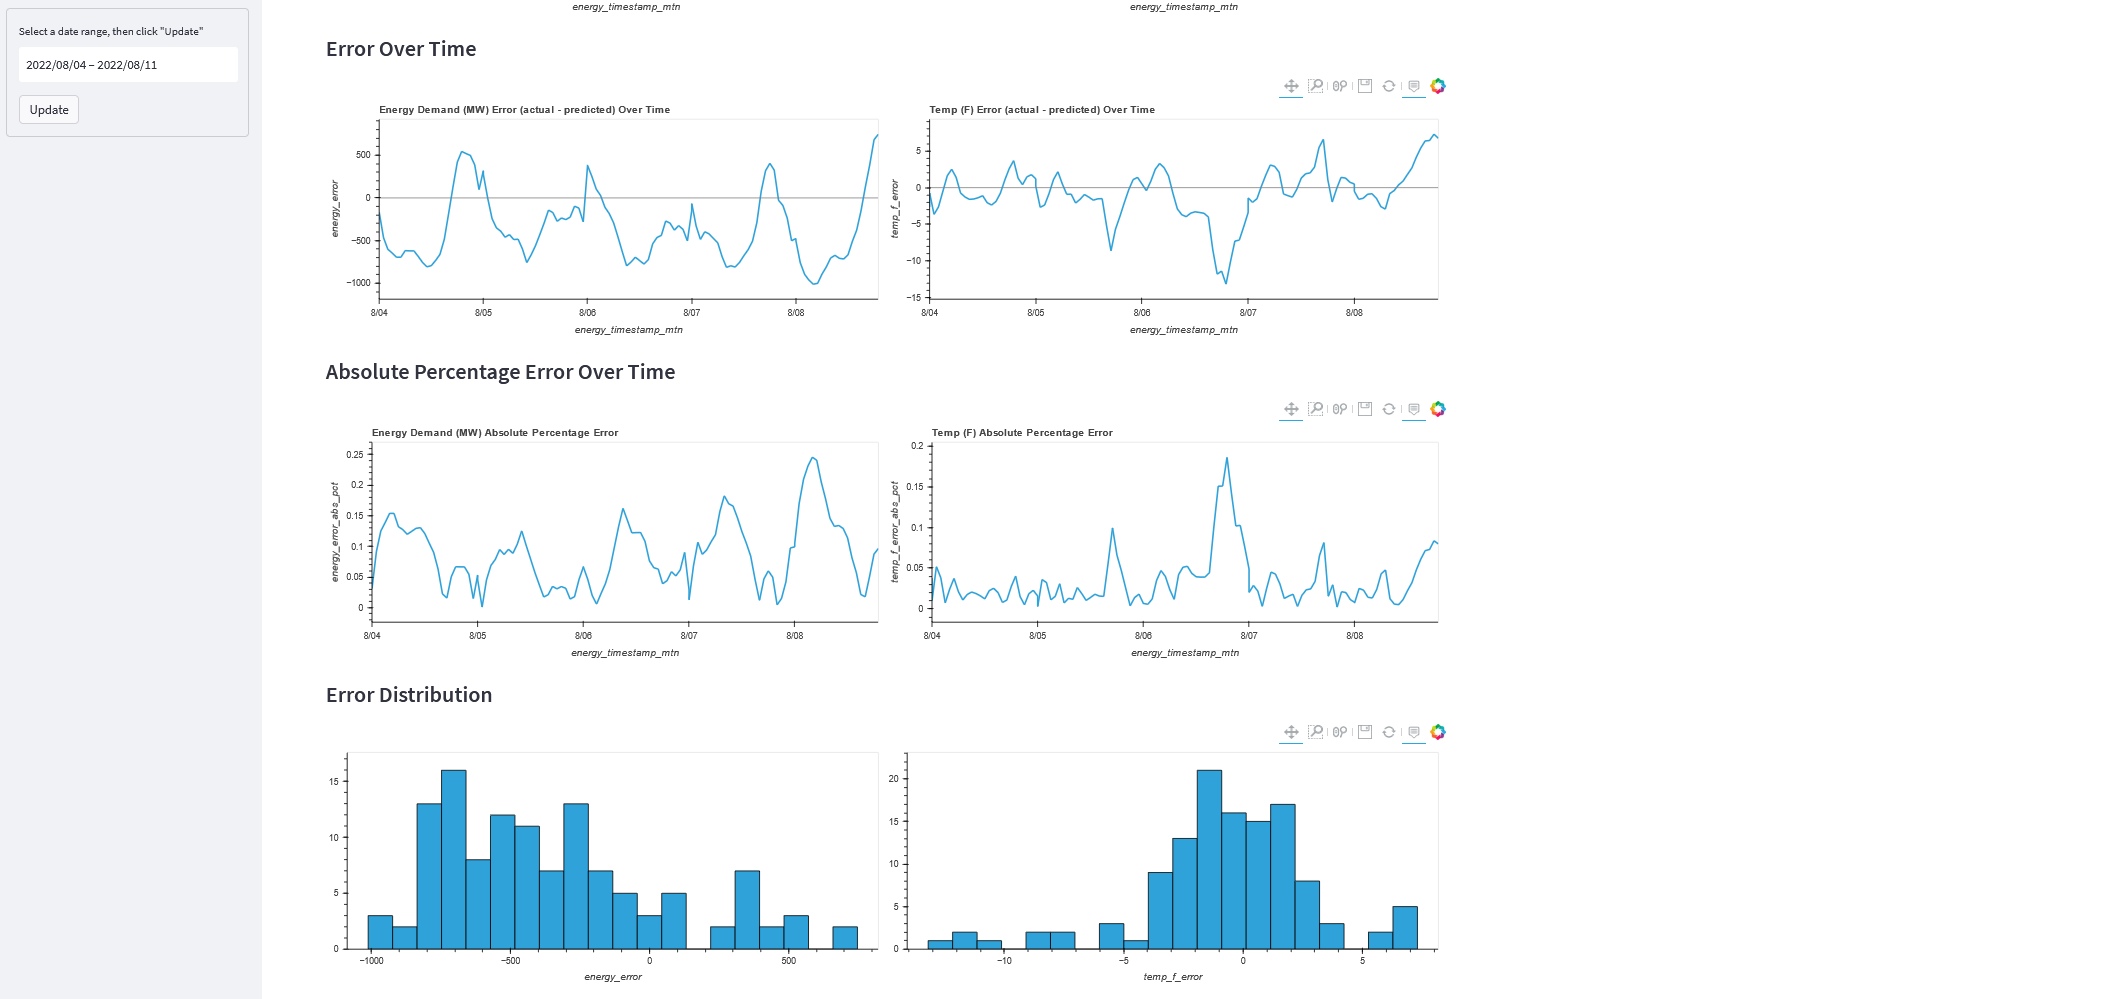 energy_timestamp_mtn
energy_timestamp_mtn
Select a date range, then click "Update"
2022/08/04 – 2022/08/11
Update
Error Over Time
Energy Demand (MW) Error (actual - predicted) Over Time
energy_error
500
0
−500
−1000
8/04
8/05
8/06
8/07
8/08
energy_timestamp_mtn
Temp (F) Error (actual - predicted) Over Time
temp_f_error
5
0
−5
−10
−15
8/04
8/05
8/06
8/07
8/08
energy_timestamp_mtn
Absolute Percentage Error Over Time
Energy Demand (MW) Absolute Percentage Error
energy_error_abs_pct
0.25
0.2
0.15
0.1
0.05
0
8/04
8/05
8/06
8/07
8/08
energy_timestamp_mtn
Temp (F) Absolute Percentage Error
temp_f_error_abs_pct
0.2
0.15
0.1
0.05
0
8/04
8/05
8/06
8/07
8/08
energy_timestamp_mtn
Error Distribution
15
10
5
0
−1000
−500
0
500
energy_error
20
15
10
5
0
−10
−5
0
5
temp_f_error